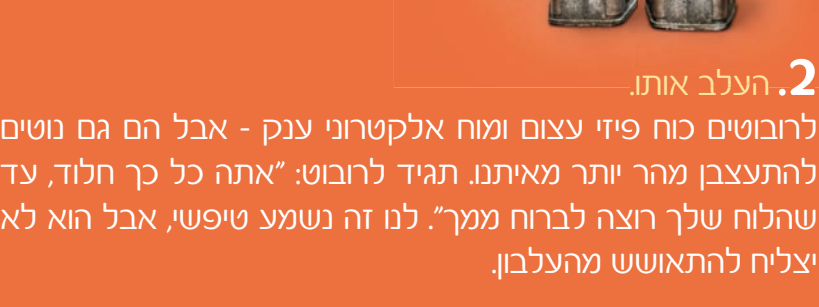 2. העלב אותו.
לרובוטים כוח פיזי עצום ומוח אלקטרוני ענק - אבל הם גם נוטים
להתעצבן מהר יותר מאיתנו. תגיד לרובוט: "אתה כל כך חלוד, עד
שהלוח שלך רוצה לברוח ממך". לנו זה נשמע טיפשי, אבל הוא לא
יצליח להתאושש מהעלבון.